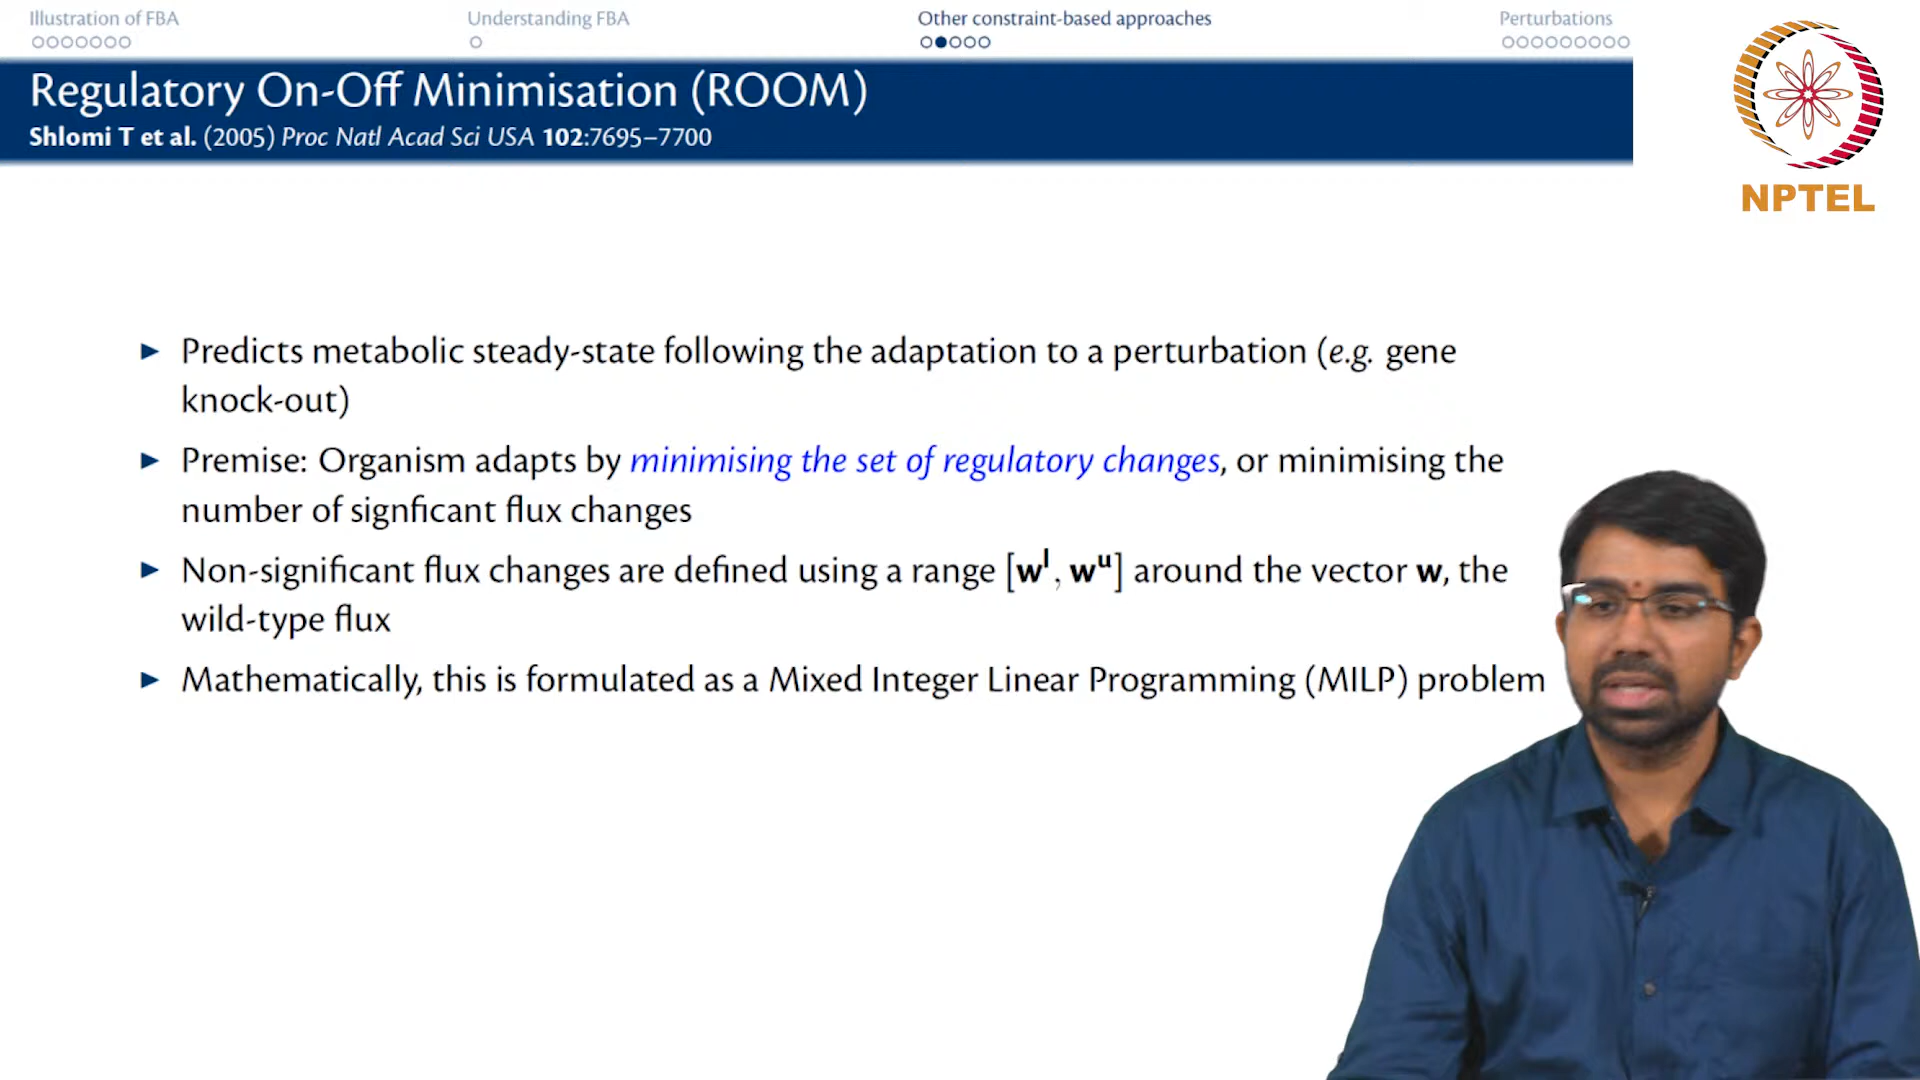 Illustration of FBA
Understanding FBA
Other constraint-based approaches
Perturbations
Regulatory On-Off Minimisation (ROOM)
Shlomi T et al. (2005) Proc Natl Acad Sci USA 102:7695–7700
NPTEL
▶ Predicts metabolic steady-state following the adaptation to a perturbation (e.g. gene
knock-out)
▶ Premise: Organism adapts by minimising the set of regulatory changes, or minimising the
number of signficant flux changes
▶ Non-significant flux changes are defined using a range [wˡ, wᵘ] around the vector w, the
wild-type flux
▶ Mathematically, this is formulated as a Mixed Integer Linear Programming (MILP) problem